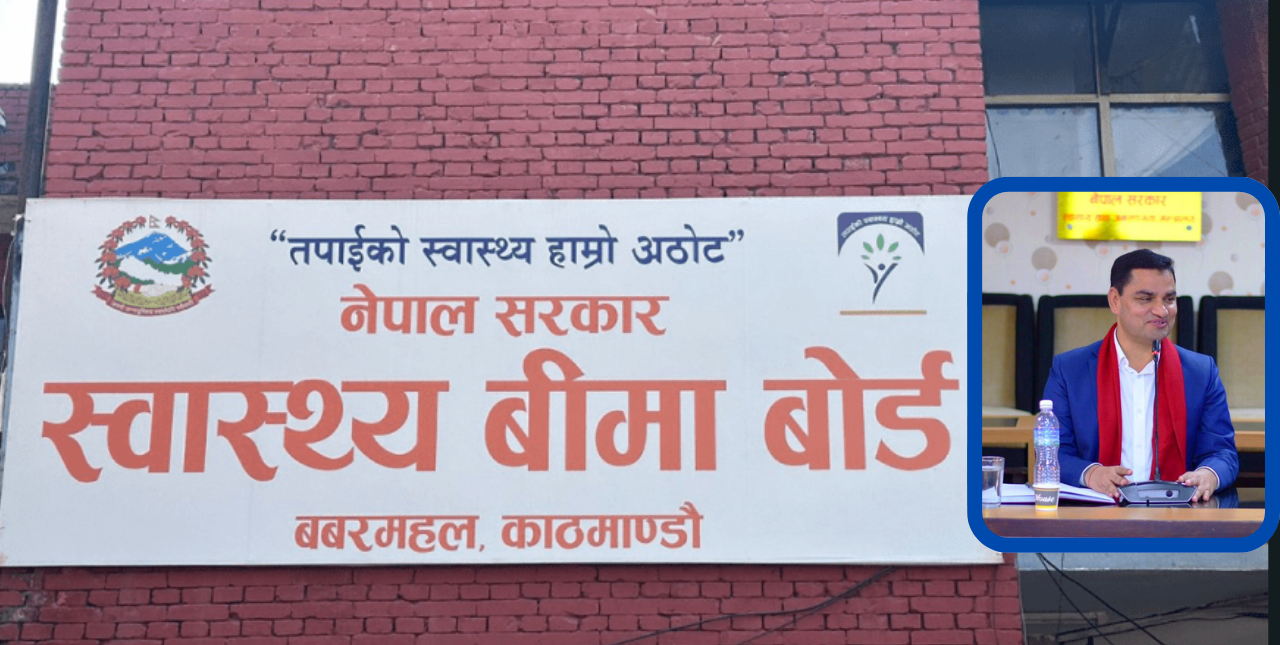 “तपाईको स्वास्थ्य हाम्रो अठोट”
नेपाल सरकार
स्वास्थ्य बीमा बोर्ड
बबरमहल, काठमाण्डौ
नेपाल सरकार